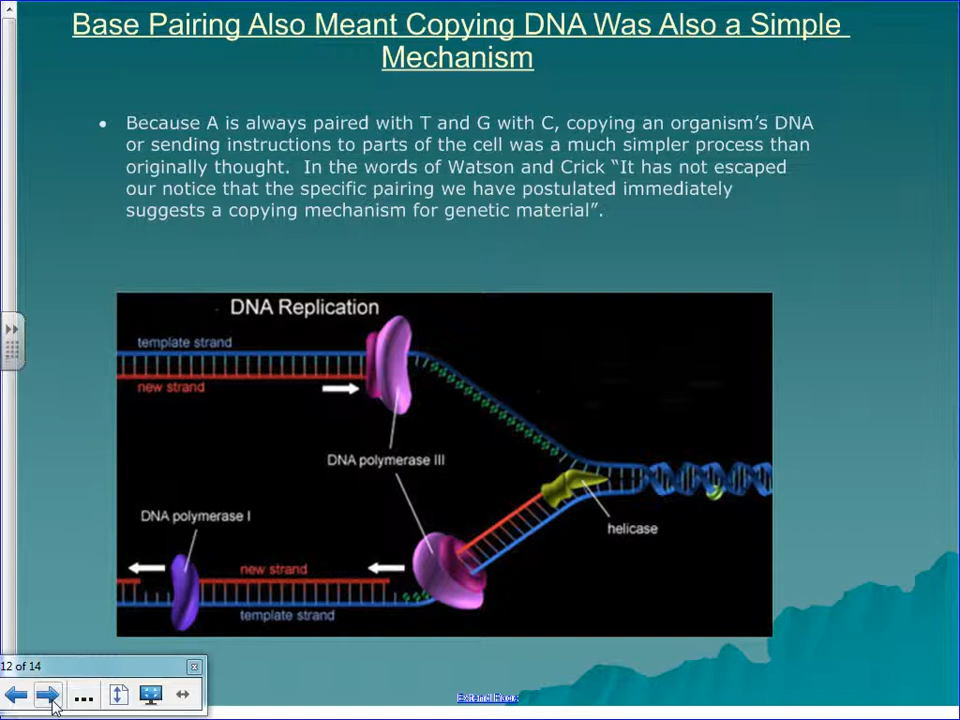 Base Pairing Also Meant Copying DNA Was Also a Simple
Mechanism
• Because A is always paired with T and G with C, copying an organism’s DNA
or sending instructions to parts of the cell was a much simpler process than
originally thought.  In the words of Watson and Crick “It has not escaped
our notice that the specific pairing we have postulated immediately
suggests a copying mechanism for genetic material”.
DNA Replication
template strand
new strand
DNA polymerase III
DNA polymerase I
helicase
new strand
template strand
12 of 14
Extend Page